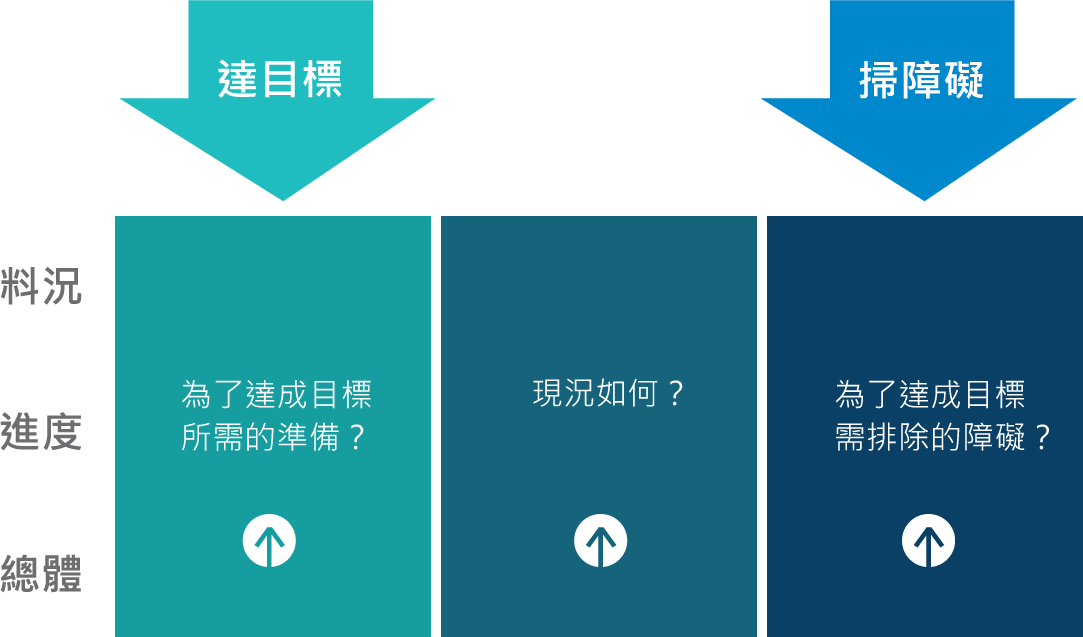 達目標
掃障礙
料況
進度
總體
為了達成目標
所需的準備？
現況如何？
為了達成目標
需排除的障礙？